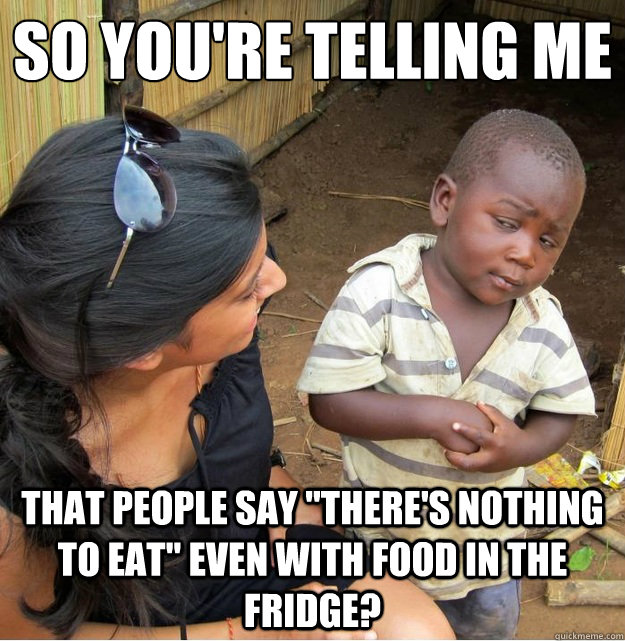 SO YOU'RE TELLING ME
THAT PEOPLE SAY "THERE'S NOTHING
TO EAT" EVEN WITH FOOD IN THE
FRIDGE?
quickmeme.com